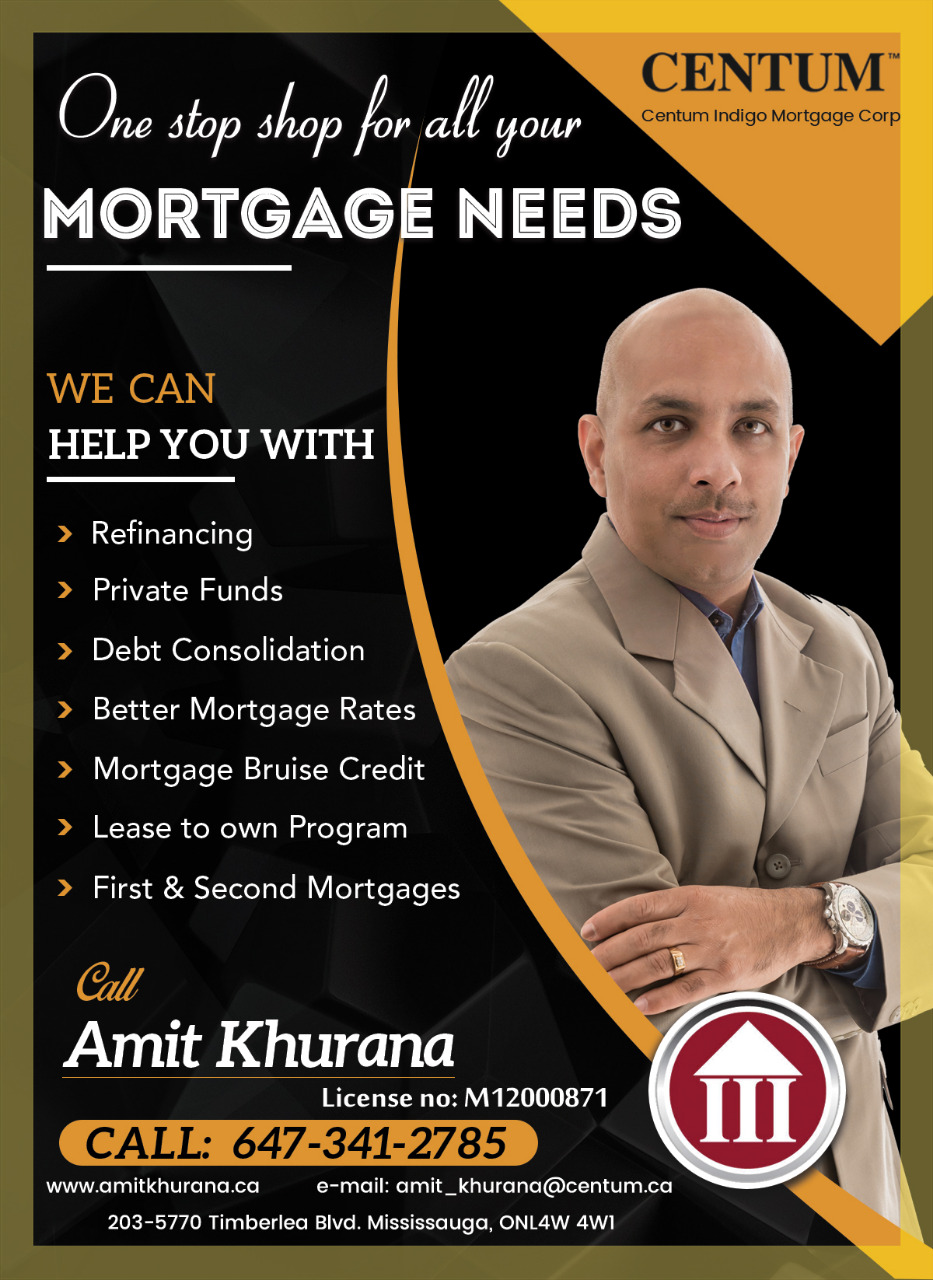 CENTUM™
Centum Indigo Mortgage Corp
One stop shop for all your
MORTGAGE NEEDS
WE CAN
HELP YOU WITH
Refinancing
Private Funds
Debt Consolidation
Better Mortgage Rates
Mortgage Bruise Credit
Lease to own Program
First & Second Mortgages
Call
Amit Khurana
License no: M12000871
CALL: 647-341-2785
www.amitkhurana.ca e-mail: amit_khurana@centum.ca
203-5770 Timberlea Blvd. Mississauga, ONL4W 4W1